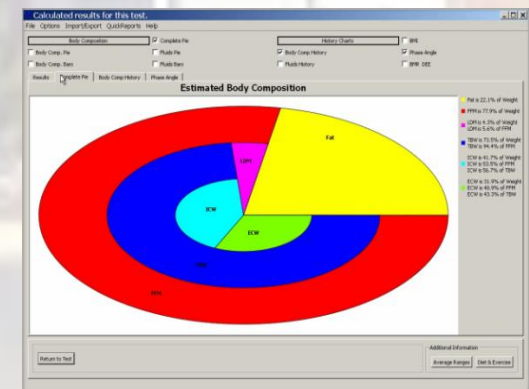 Calculated results for this test.
File Options Import/Export QuickReports Help
Body Composition
Complete Pie
History Charts
BMI
Body Comp. Pie
Fluids Pie
Body Comp History
Phase Angle
Body Comp. Bars
Fluids Bars
Fluids History
BMR DEE
Results Complete Pie Body Comp History Phase Angle
Estimated Body Composition
Fat
LDM
ICW
ECW
TBW
FFM
Fat is 22.1% of Weight
FFM is 77.9% of Weight
LDM is 4.3% of Weight
LDM is 5.6% of FFM
TBW is 73.5% of Weight
TBW is 94.4% of FFM
ICW is 41.7% of Weight
ICW is 53.5% of FFM
ICW is 56.7% of TBW
ECW is 31.9% of Weight
ECW is 40.9% of FFM
ECW is 43.3% of TBW
Return to Test
Additional Information
Average Ranges
Diet & Exercise